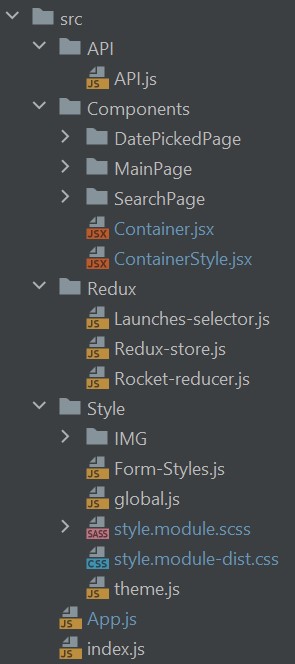 src
API
API.js
Components
DatePickedPage
MainPage
SearchPage
Container.jsx
ContainerStyle.jsx
Redux
Launches-selector.js
Redux-store.js
Rocket-reducer.js
Style
IMG
Form-Styles.js
global.js
style.module.scss
style.module-dist.css
theme.js
App.js
index.js